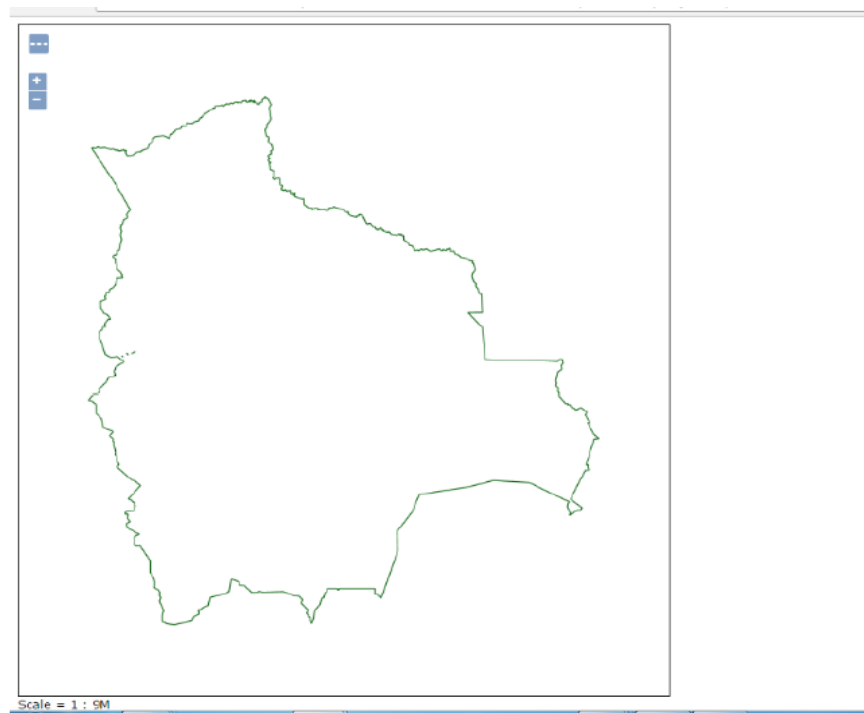 ---
+
−
Scale = 1 : 9M